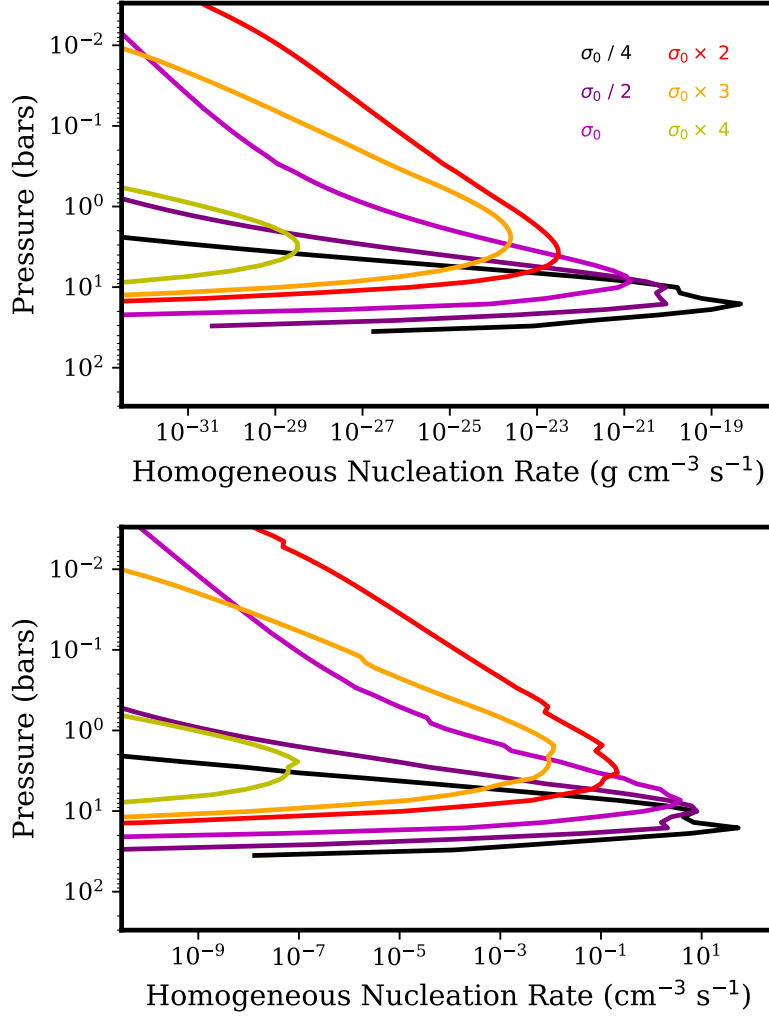 10⁻²
10⁻¹
10⁰
10¹
10²
Pressure (bars)
σ₀ / 4
σ₀ × 2
σ₀ / 2
σ₀ × 3
σ₀
σ₀ × 4
10⁻³¹
10⁻²⁹
10⁻²⁷
10⁻²⁵
10⁻²³
10⁻²¹
10⁻¹⁹
Homogeneous Nucleation Rate (g cm⁻³ s⁻¹)
10⁻²
10⁻¹
10⁰
10¹
10²
Pressure (bars)
10⁻⁹
10⁻⁷
10⁻⁵
10⁻³
10⁻¹
10¹
Homogeneous Nucleation Rate (cm⁻³ s⁻¹)